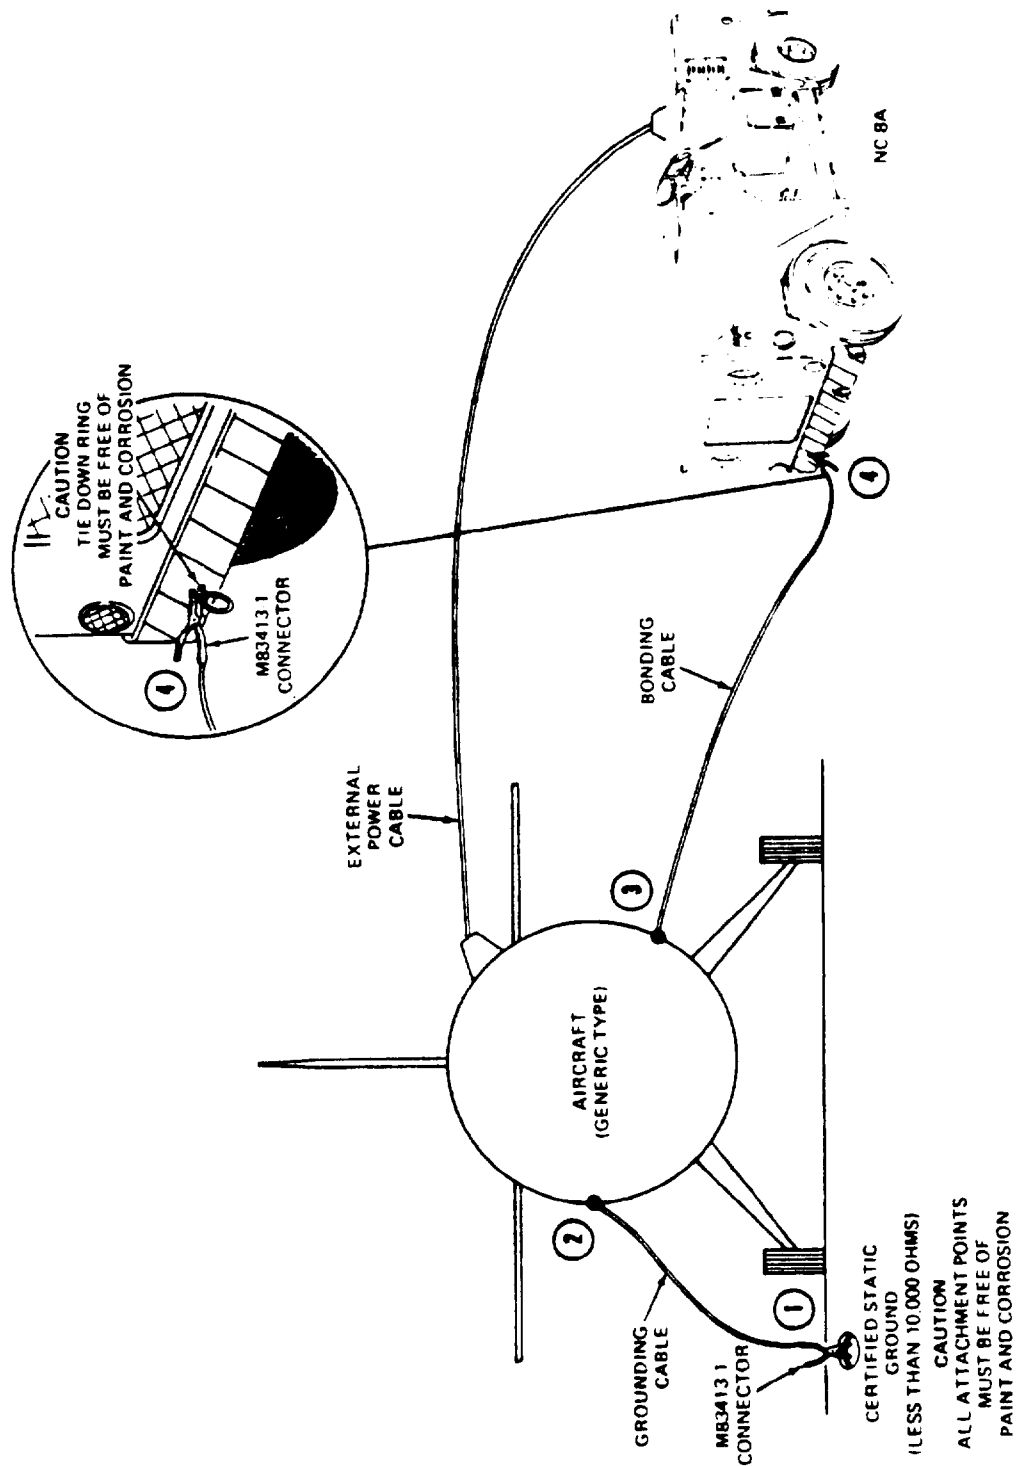 CAUTION
TIE DOWN RING
MUST BE FREE OF
PAINT AND CORROSION
4
M83413 1
CONNECTOR
EXTERNAL
POWER
CABLE
BONDING
CABLE
NC 8A
4
3
AIRCRAFT
(GENERIC TYPE)
2
GROUNDING
CABLE
1
M83413 1
CONNECTOR
CERTIFIED STATIC
GROUND
(LESS THAN 10,000 OHMS)
CAUTION
ALL ATTACHMENT POINTS
MUST BE FREE OF
PAINT AND CORROSION